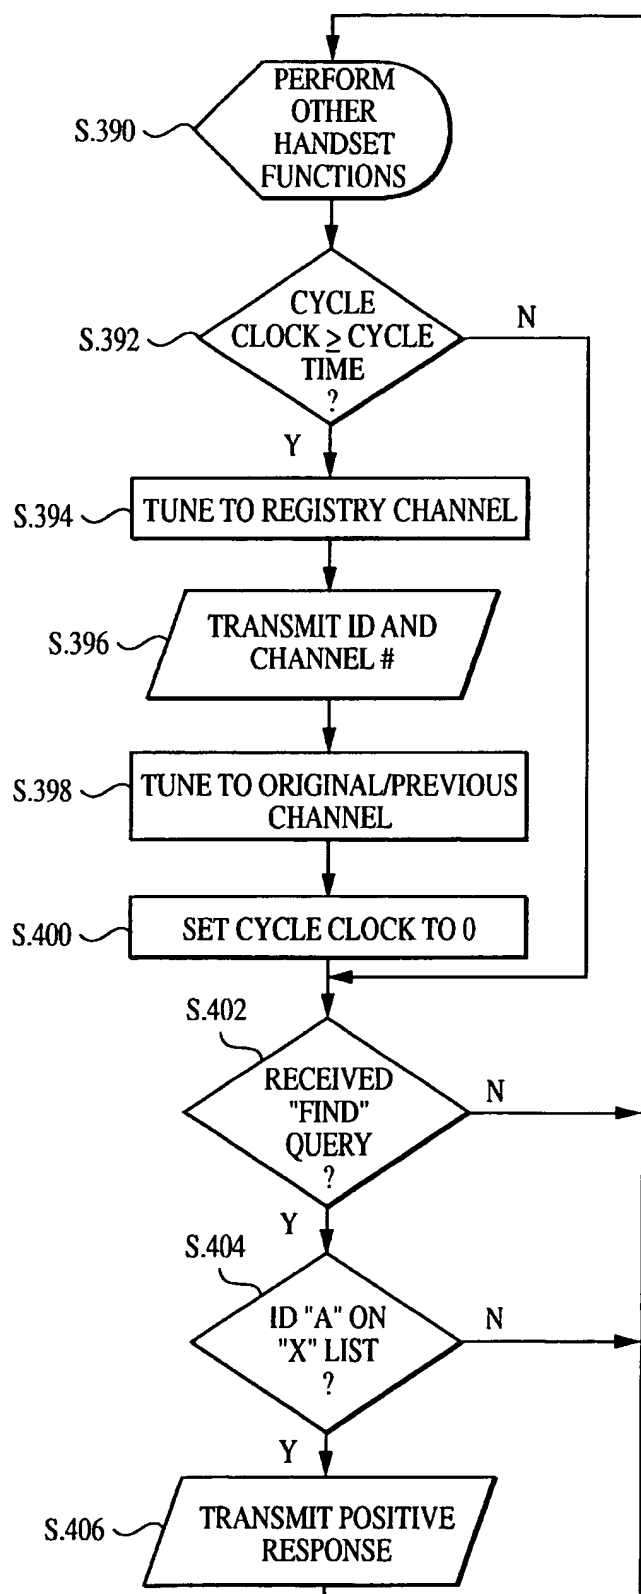 PERFORM
OTHER
HANDSET
FUNCTIONS
S.390
CYCLE
CLOCK ≥ CYCLE
TIME
?
S.392
N
Y
S.394
TUNE TO REGISTRY CHANNEL
S.396
TRANSMIT ID AND
CHANNEL #
S.398
TUNE TO ORIGINAL/PREVIOUS
CHANNEL
S.400
SET CYCLE CLOCK TO 0
S.402
RECEIVED
"FIND"
QUERY
?
N
Y
S.404
ID "A" ON
"X" LIST
?
N
Y
S.406
TRANSMIT POSITIVE
RESPONSE